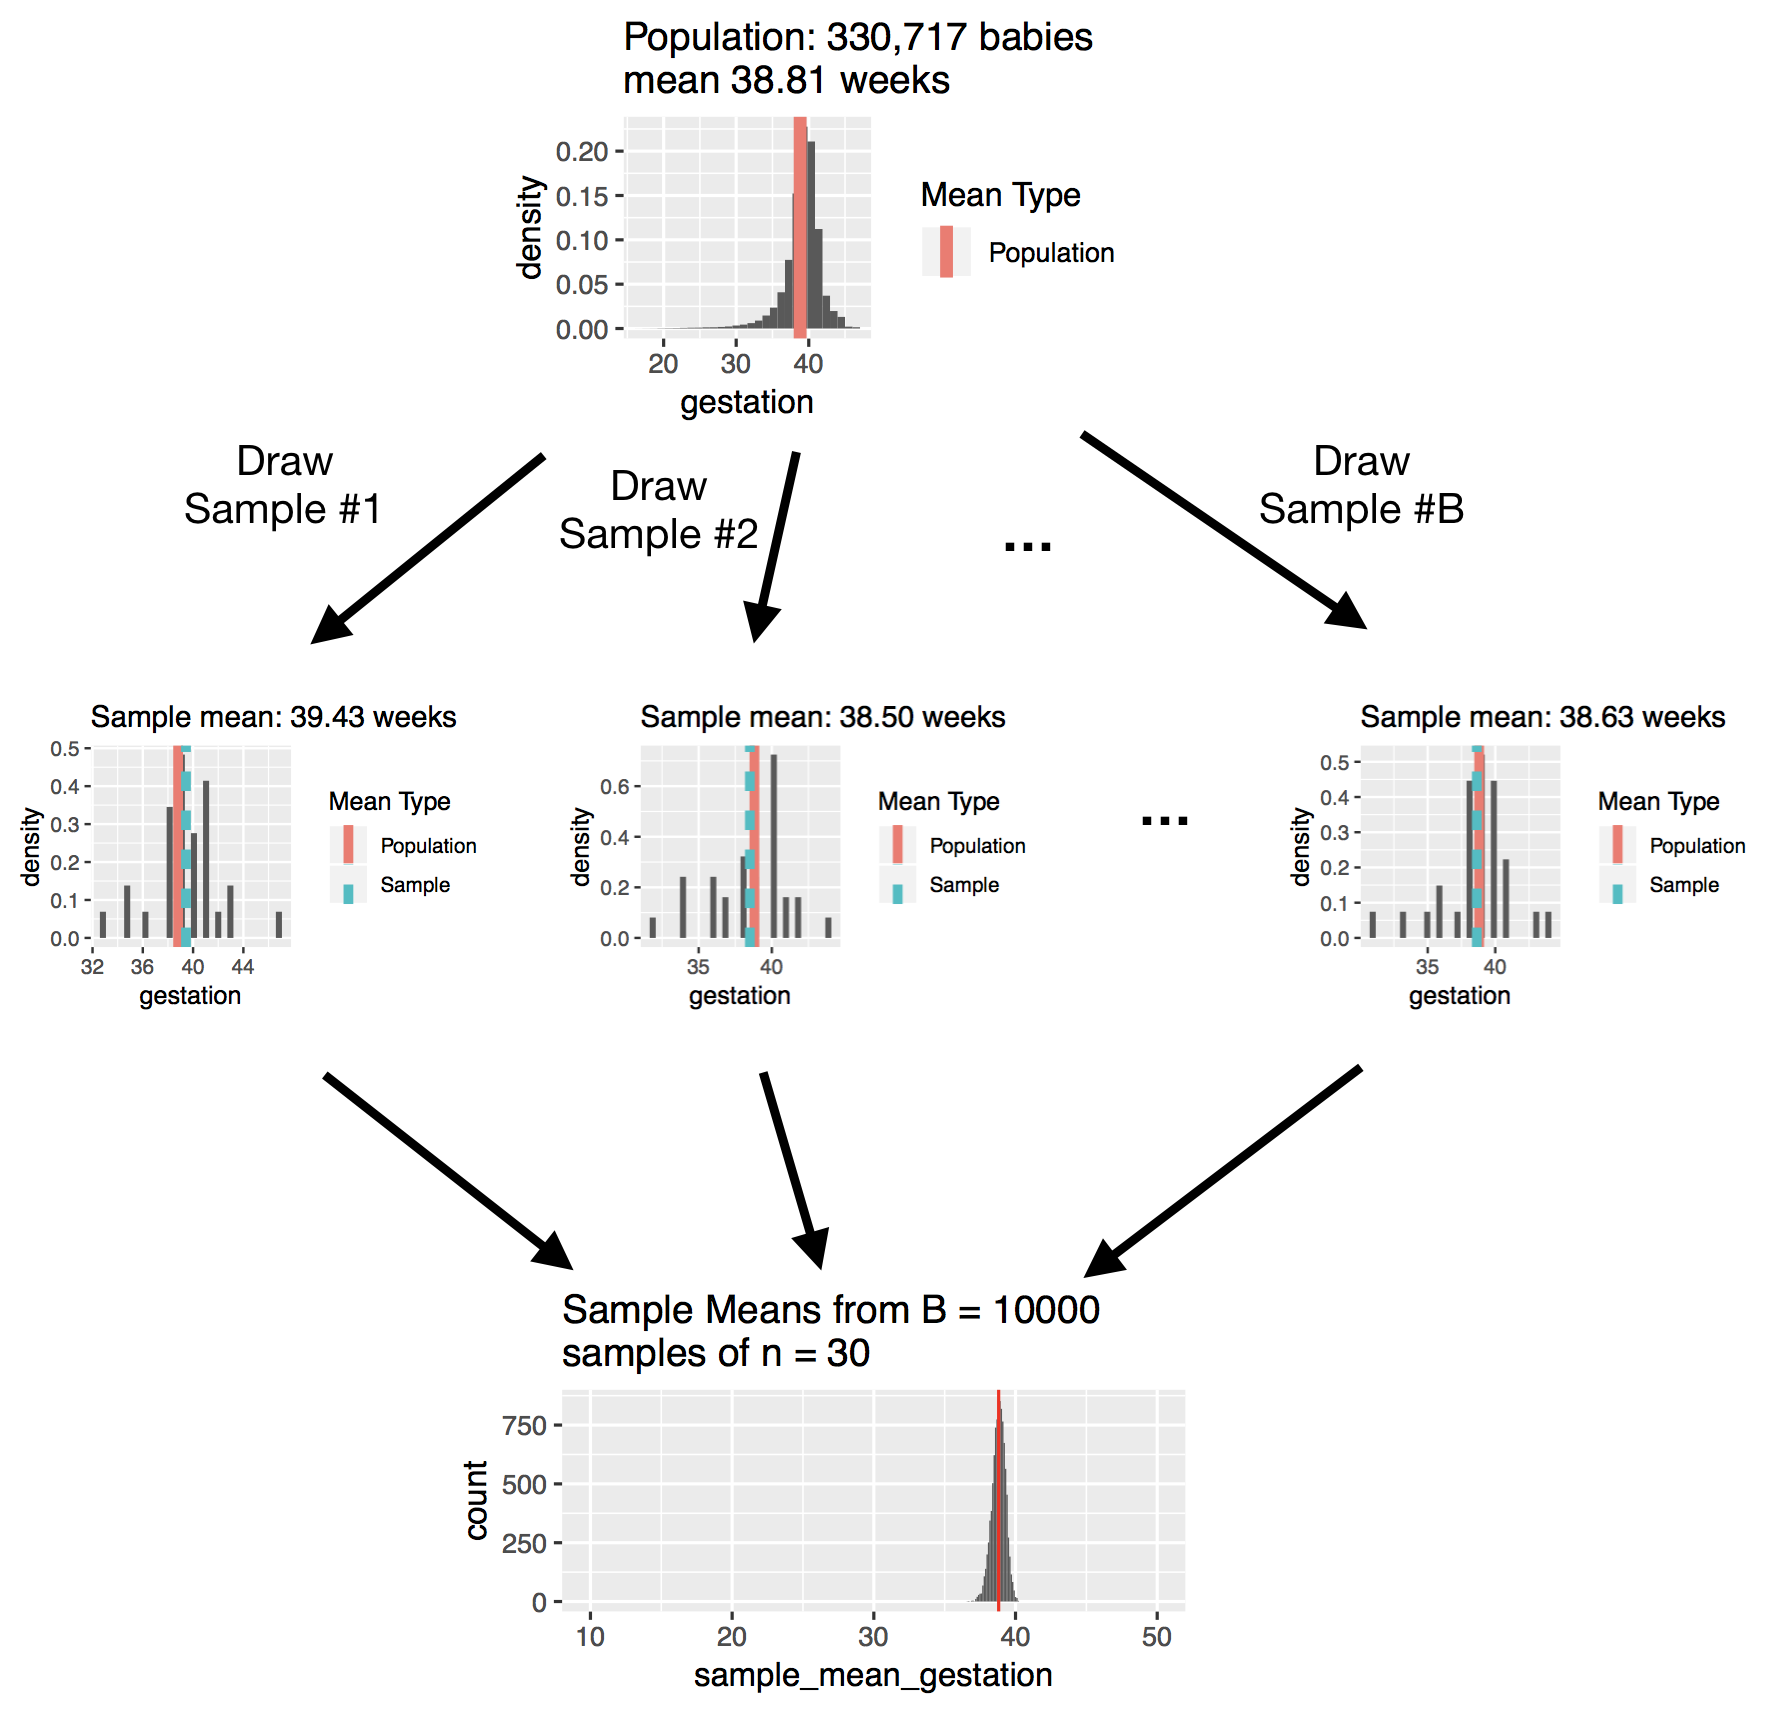 Population: 330,717 babies
mean 38.81 weeks
density
0.20
0.15
0.10
0.05
0.00
20 30 40
gestation
Mean Type
Population
Draw
Sample #1
Draw
Sample #2
...
Draw
Sample #B
Sample mean: 39.43 weeks
density
0.5
0.4
0.3
0.2
0.1
0.0
32 36 40 44
gestation
Mean Type
Population
Sample
Sample mean: 38.50 weeks
density
0.6
0.4
0.2
0.0
35 40
gestation
Mean Type
Population
Sample
...
Sample mean: 38.63 weeks
density
0.5
0.4
0.3
0.2
0.1
0.0
35 40
gestation
Mean Type
Population
Sample
Sample Means from B = 10000
samples of n = 30
count
750
500
250
0
10 20 30 40 50
sample_mean_gestation